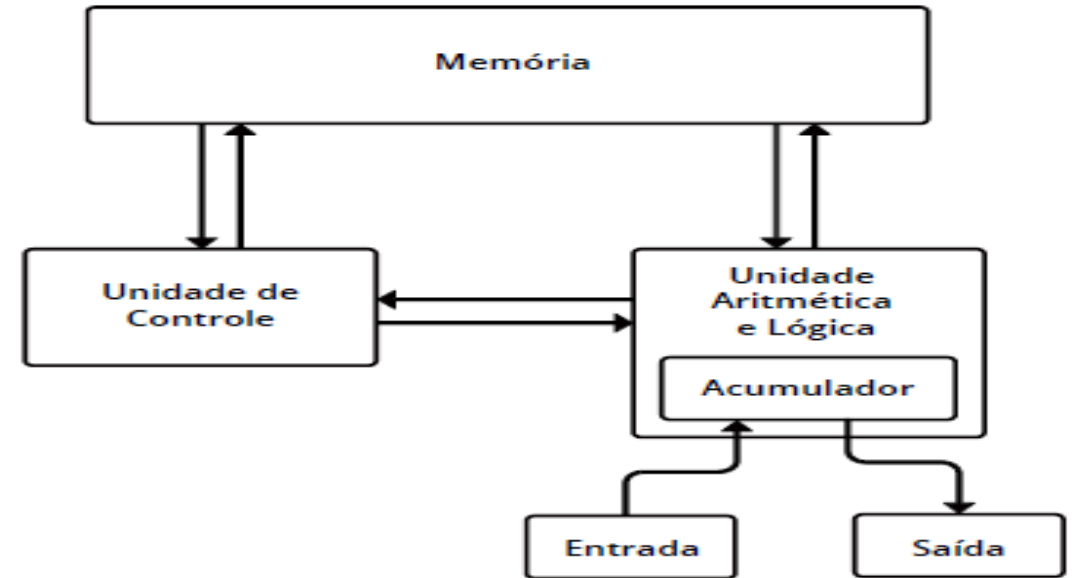 Memória
Unidade de
Controle
Unidade
Aritmética
e Lógica
Acumulador
Entrada
Saída